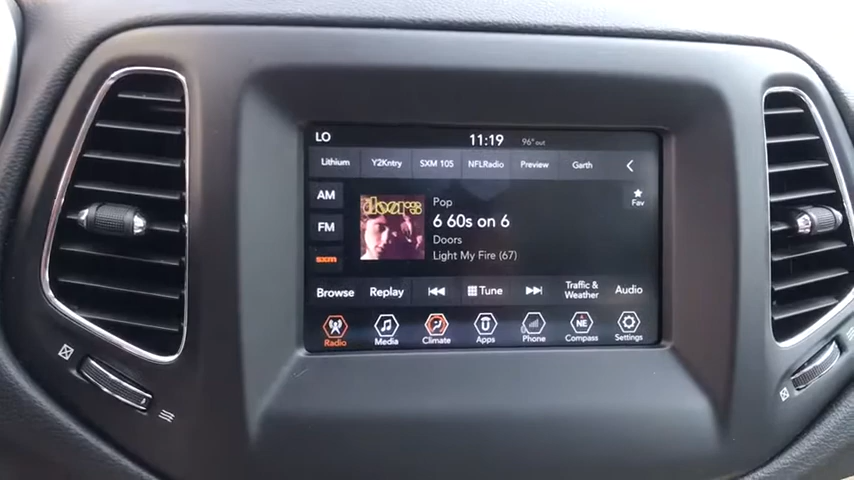 LO 11:19 96° out
Lithium Y2Kntry SXM 105 NFLRadio Preview Garth
AM
FM
sxm
doors
Pop
6 60s on 6
Doors
Light My Fire (67)
Fav
Browse Replay Tune Traffic & Weather Audio
Radio Media Climate Apps Phone NE Compass Settings